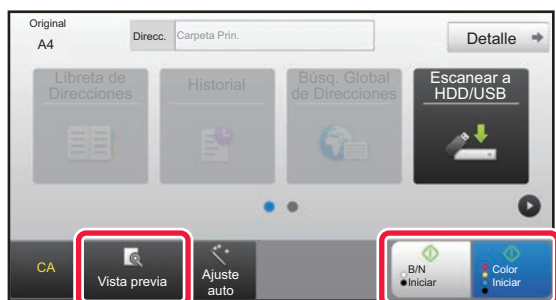 Original
A4
Direcc.
Carpeta Prin.
Detalle
Libreta de
Direcciones
Historial
Búsq. Global
de Direcciones
Escanear a
HDD/USB
CA
Vista previa
Ajuste
auto
B/N
Iniciar
Color
Iniciar